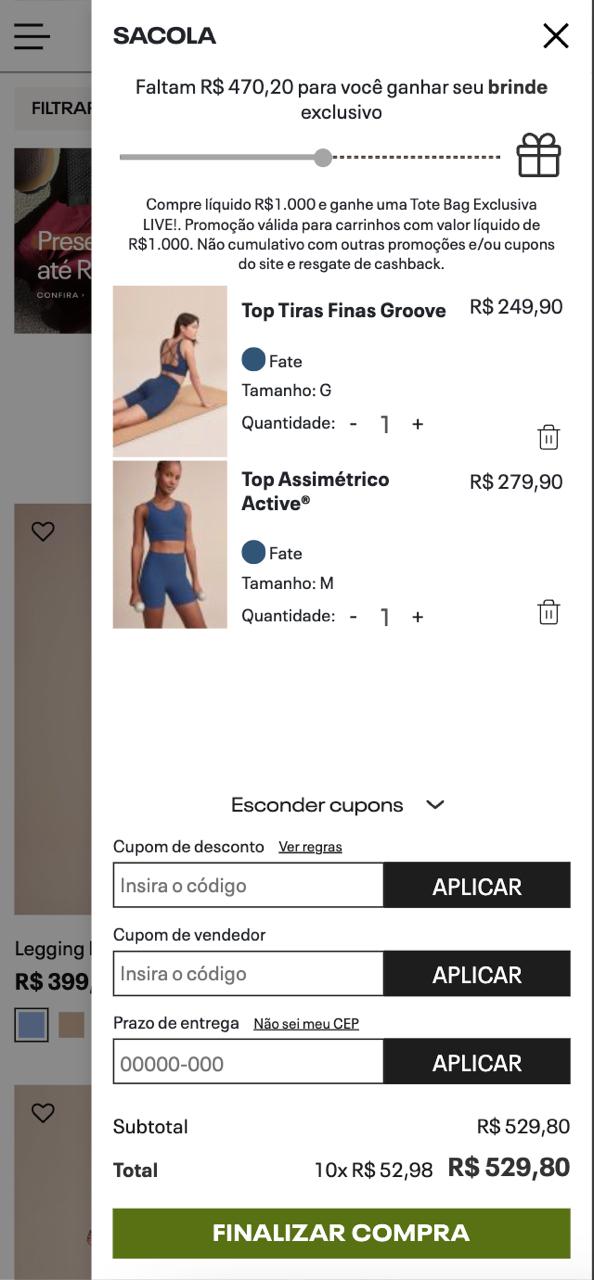 SACOLA
Faltam R$ 470,20 para você ganhar seu brinde
exclusivo
Compre líquido R$1.000 e ganhe uma Tote Bag Exclusiva
LIVE!. Promoção válida para carrinhos com valor líquido de
R$1.000. Não cumulativo com outras promoções e/ou cupons
do site e resgate de cashback.
Top Tiras Finas Groove R$ 249,90
Fate
Tamanho: G
Quantidade: - 1 +
Top Assimétrico R$ 279,90
Active®
Fate
Tamanho: M
Quantidade: - 1 +
Esconder cupons
Cupom de desconto Ver regras
Insira o código APLICAR
Cupom de vendedor
Insira o código APLICAR
Prazo de entrega Não sei meu CEP
00000-000 APLICAR
Subtotal R$ 529,80
Total 10x R$ 52,98 R$ 529,80
FINALIZAR COMPRA
FILTRAR
até R
CONFIRA ›
Legging
R$ 399,